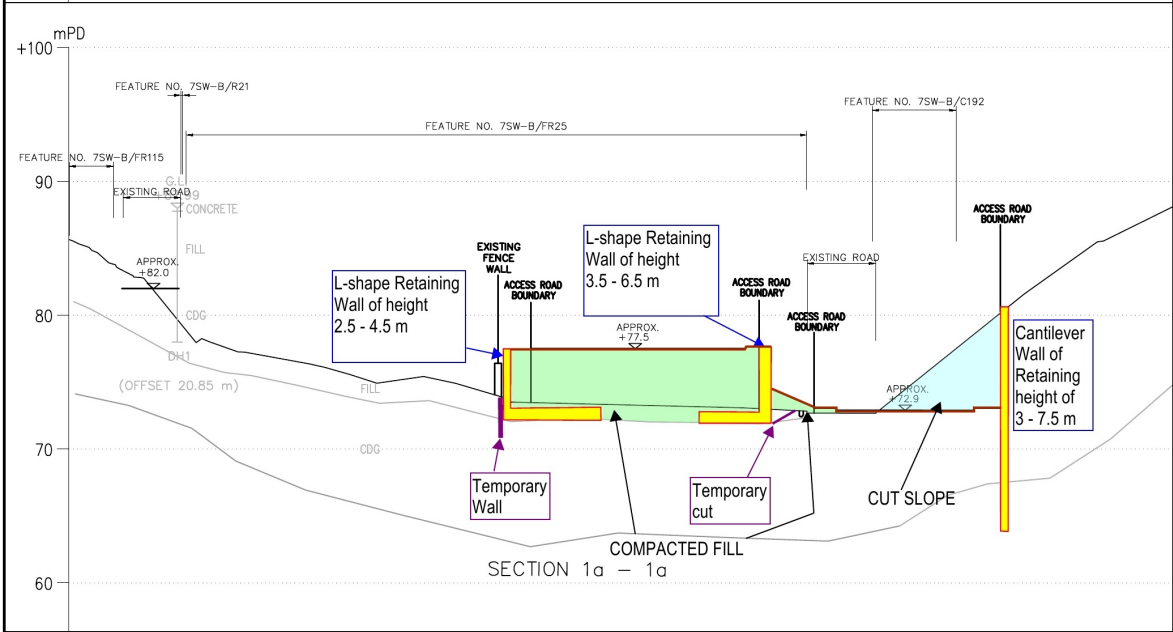 mPD
+100
90
80
70
60
FEATURE NO. 7SW-B/R21
FEATURE NO. 7SW-B/FR25
FEATURE NO. 7SW-B/C192
FEATURE NO. 7SW-B/FR115
EXISTING ROAD
G.L.
CONCRETE
FILL
CDG
DH1
(OFFSET 20.85 m)
APPROX.
+82.0
FILL
CDG
L-shape Retaining
Wall of height
2.5 - 4.5 m
EXISTING
FENCE
WALL
ACCESS ROAD
BOUNDARY
L-shape Retaining
Wall of height
3.5 - 6.5 m
APPROX.
+77.5
ACCESS ROAD
BOUNDARY
ACCESS ROAD
BOUNDARY
EXISTING ROAD
APPROX.
+72.9
ACCESS ROAD
BOUNDARY
Cantilever
Wall of
Retaining
height of
3 - 7.5 m
Temporary
Wall
Temporary
cut
CUT SLOPE
COMPACTED FILL
SECTION 1a - 1a